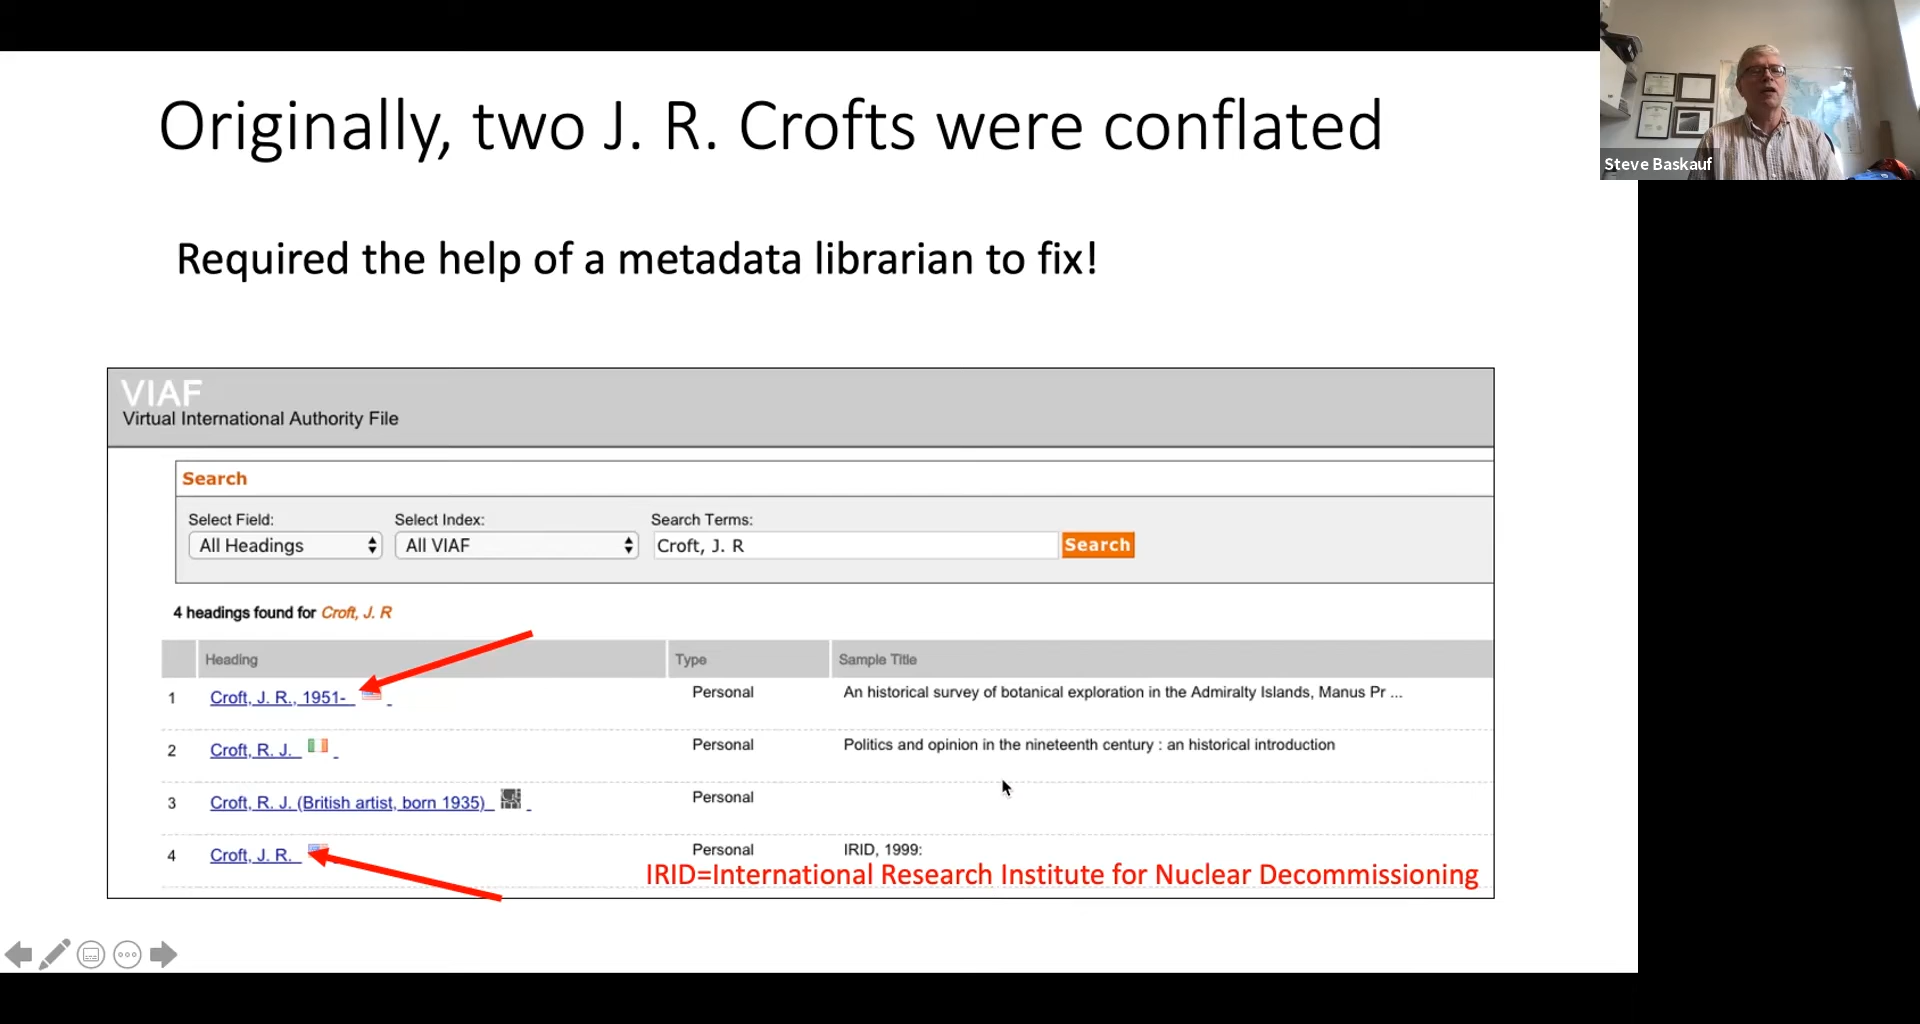 Originally, two J. R. Crofts were conflated
Steve Baskauf
Required the help of a metadata librarian to fix!
VIAF
Virtual International Authority File
Search
Select Field: Select Index: Search Terms:
All Headings All VIAF Croft, J. R Search
4 headings found for Croft, J. R
Heading Type Sample Title
1 Croft, J. R., 1951- Personal An historical survey of botanical exploration in the Admiralty Islands, Manus Pr ...
2 Croft, R. J. Personal Politics and opinion in the nineteenth century : an historical introduction
3 Croft, R. J. (British artist, born 1935) Personal
4 Croft, J. R. Personal IRID, 1999:
IRID=International Research Institute for Nuclear Decommissioning